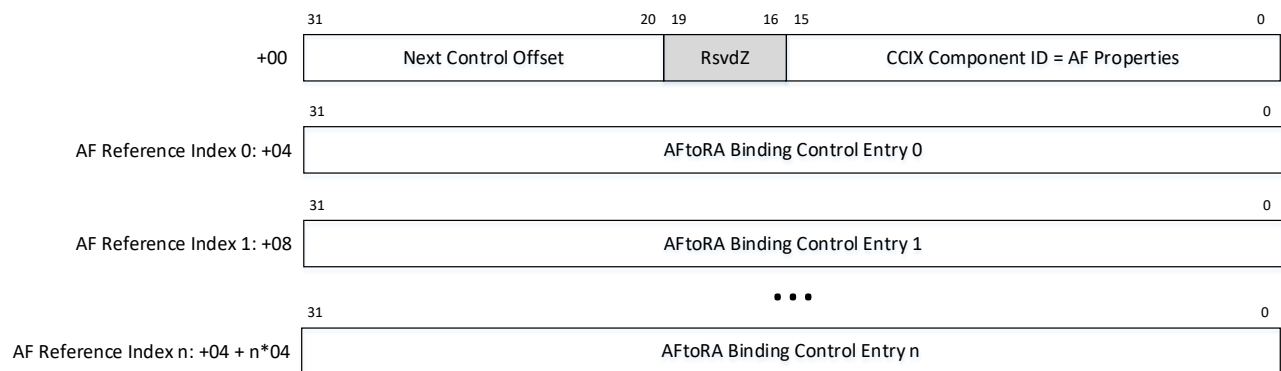 31 20 19 16 15 0
+00 Next Control Offset RsvdZ CCIX Component ID = AF Properties
31 0
AF Reference Index 0: +04 AFtoRA Binding Control Entry 0
31 0
AF Reference Index 1: +08 AFtoRA Binding Control Entry 1
...
31 0
AF Reference Index n: +04 + n*04 AFtoRA Binding Control Entry n